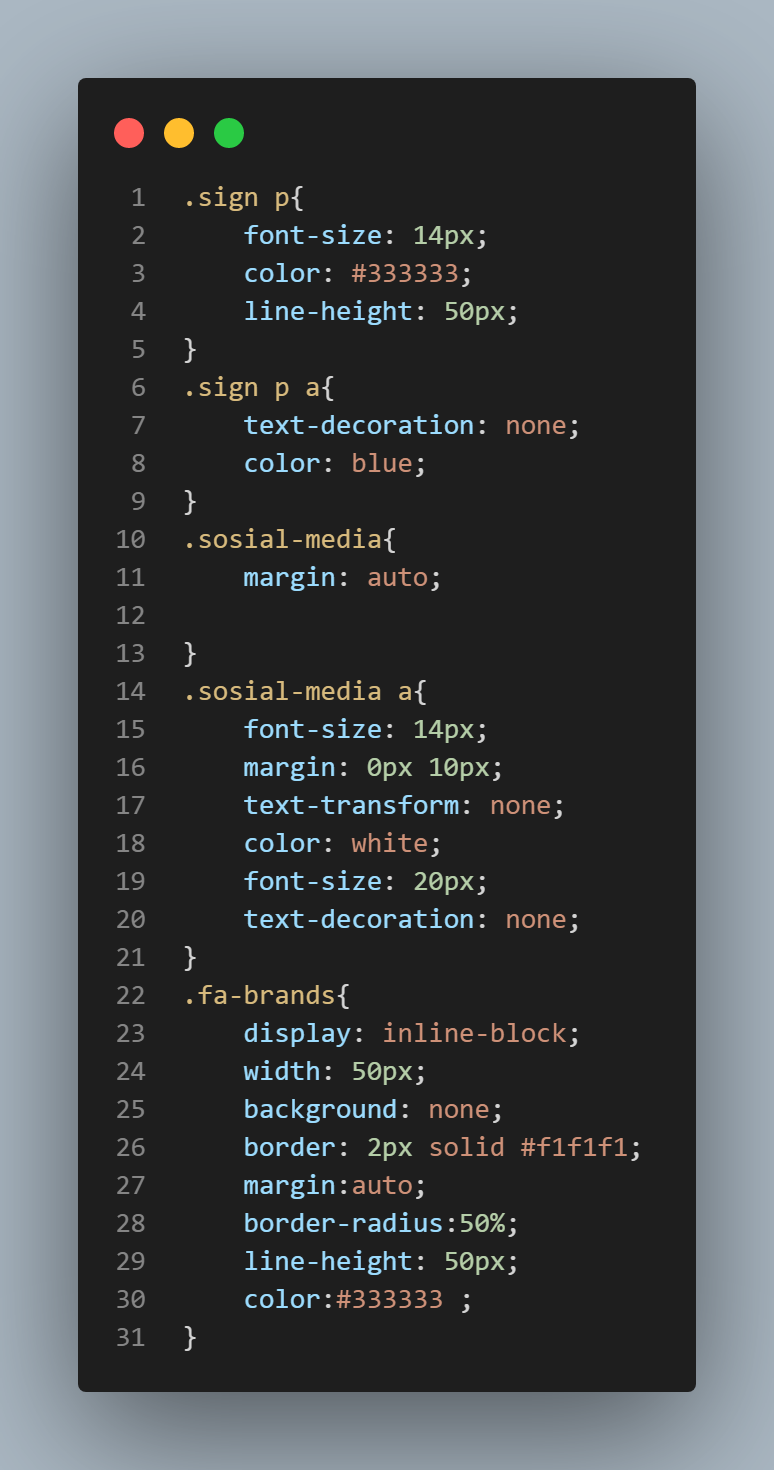 1 .sign p{
2     font-size: 14px;
3     color: #333333;
4     line-height: 50px;
5 }
6 .sign p a{
7     text-decoration: none;
8     color: blue;
9 }
10 .sosial-media{
11     margin: auto;
12
13 }
14 .sosial-media a{
15     font-size: 14px;
16     margin: 0px 10px;
17     text-transform: none;
18     color: white;
19     font-size: 20px;
20     text-decoration: none;
21 }
22 .fa-brands{
23     display: inline-block;
24     width: 50px;
25     background: none;
26     border: 2px solid #f1f1f1;
27     margin:auto;
28     border-radius:50%;
29     line-height: 50px;
30     color:#333333 ;
31 }